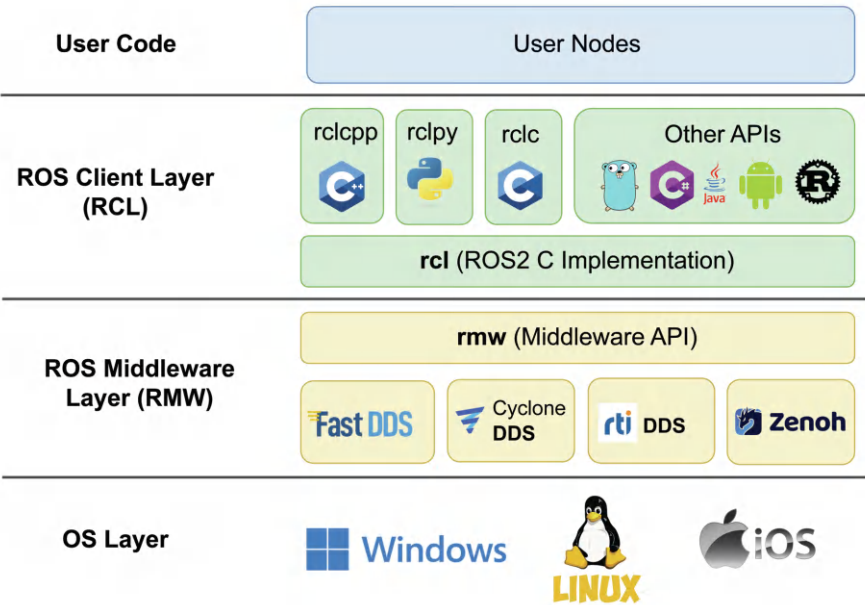 User Code
User Nodes
ROS Client Layer
(RCL)
rclcpp
C++
rclpy
rclc
C
Other APIs
C#
Java
R
rcl (ROS2 C Implementation)
ROS Middleware
Layer (RMW)
rmw (Middleware API)
Fast DDS
Cyclone
DDS
rti DDS
Zenoh
OS Layer
Windows
LINUX
iOS